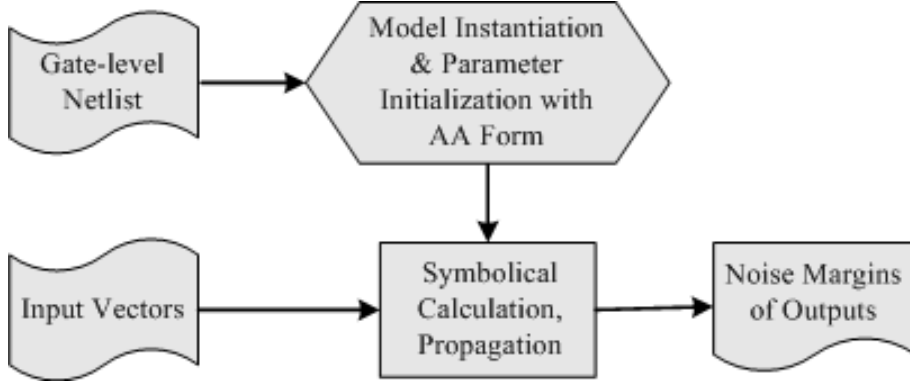 Gate-level
Netlist
Model Instantiation
& Parameter
Initialization with
AA Form
Input Vectors
Symbolical
Calculation,
Propagation
Noise Margins
of Outputs